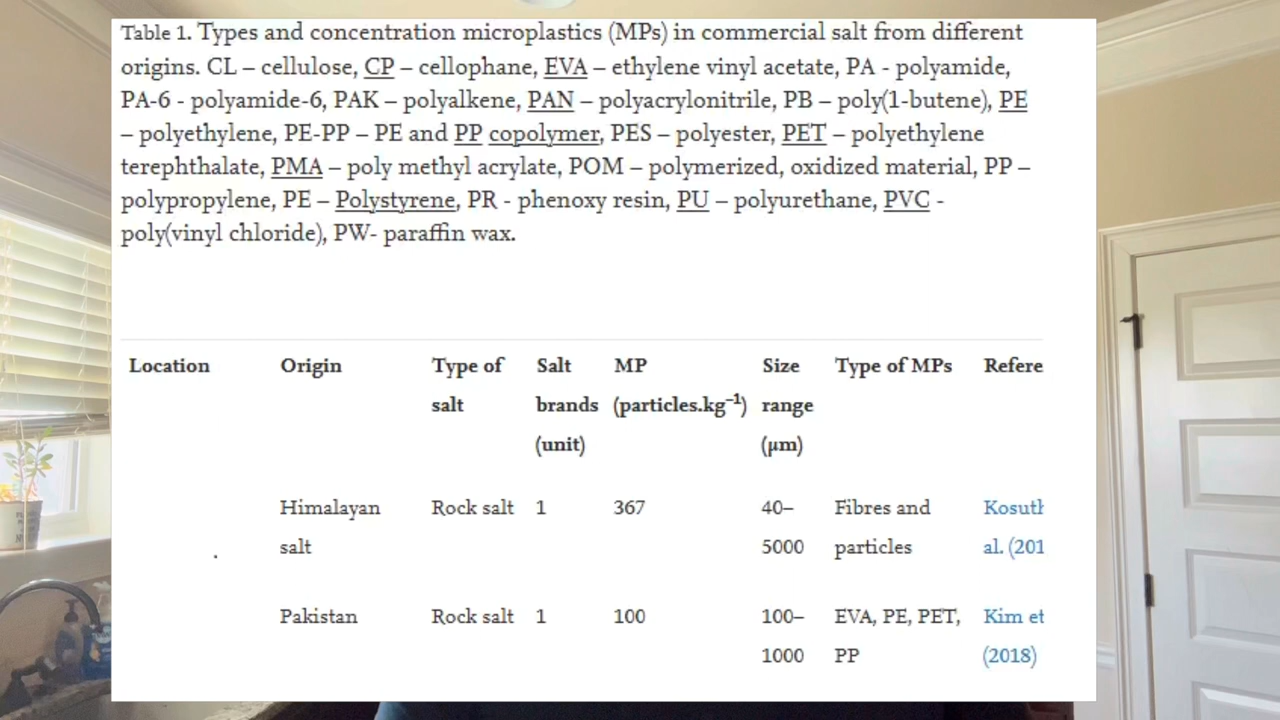 Table 1. Types and concentration microplastics (MPs) in commercial salt from different
origins. CL – cellulose, CP – cellophane, EVA – ethylene vinyl acetate, PA - polyamide,
PA-6 - polyamide-6, PAK – polyalkene, PAN – polyacrylonitrile, PB – poly(1-butene), PE
– polyethylene, PE-PP – PE and PP copolymer, PES – polyester, PET – polyethylene
terephthalate, PMA – poly methyl acrylate, POM – polymerized, oxidized material, PP –
polypropylene, PE – Polystyrene, PR - phenoxy resin, PU – polyurethane, PVC -
poly(vinyl chloride), PW- paraffin wax.
Location Origin Type of Salt MP Size Type of MPs Refere
salt brands (particles.kg⁻¹) range
(unit) (µm)
Himalayan Rock salt 1 367 40– Fibres and Kosuth
salt 5000 particles al. (201
Pakistan Rock salt 1 100 100– EVA, PE, PET, Kim et
1000 PP (2018)